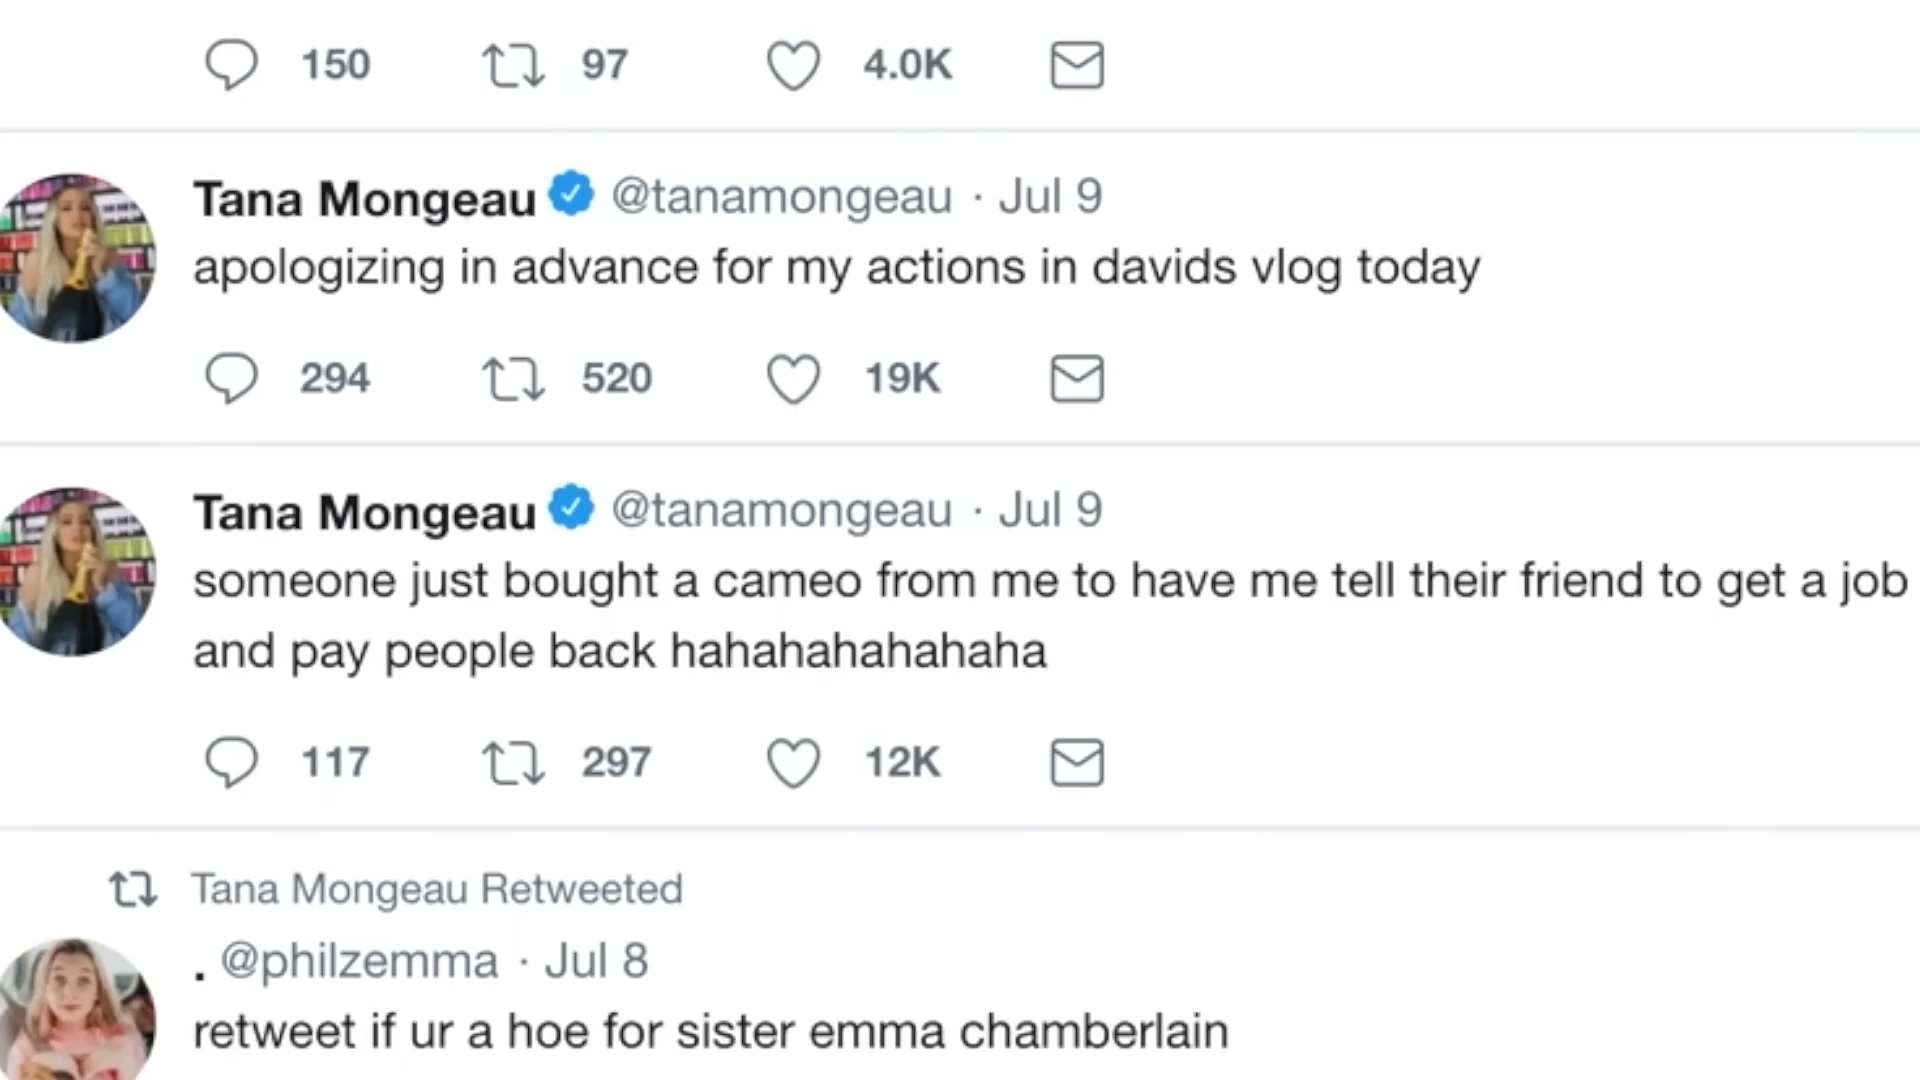 150 97 4.0K
Tana Mongeau @tanamongeau · Jul 9
apologizing in advance for my actions in davids vlog today
294 520 19K
Tana Mongeau @tanamongeau · Jul 9
someone just bought a cameo from me to have me tell their friend to get a job
and pay people back hahahahahahaha
117 297 12K
Tana Mongeau Retweeted
. @philzemma · Jul 8
retweet if ur a hoe for sister emma chamberlain